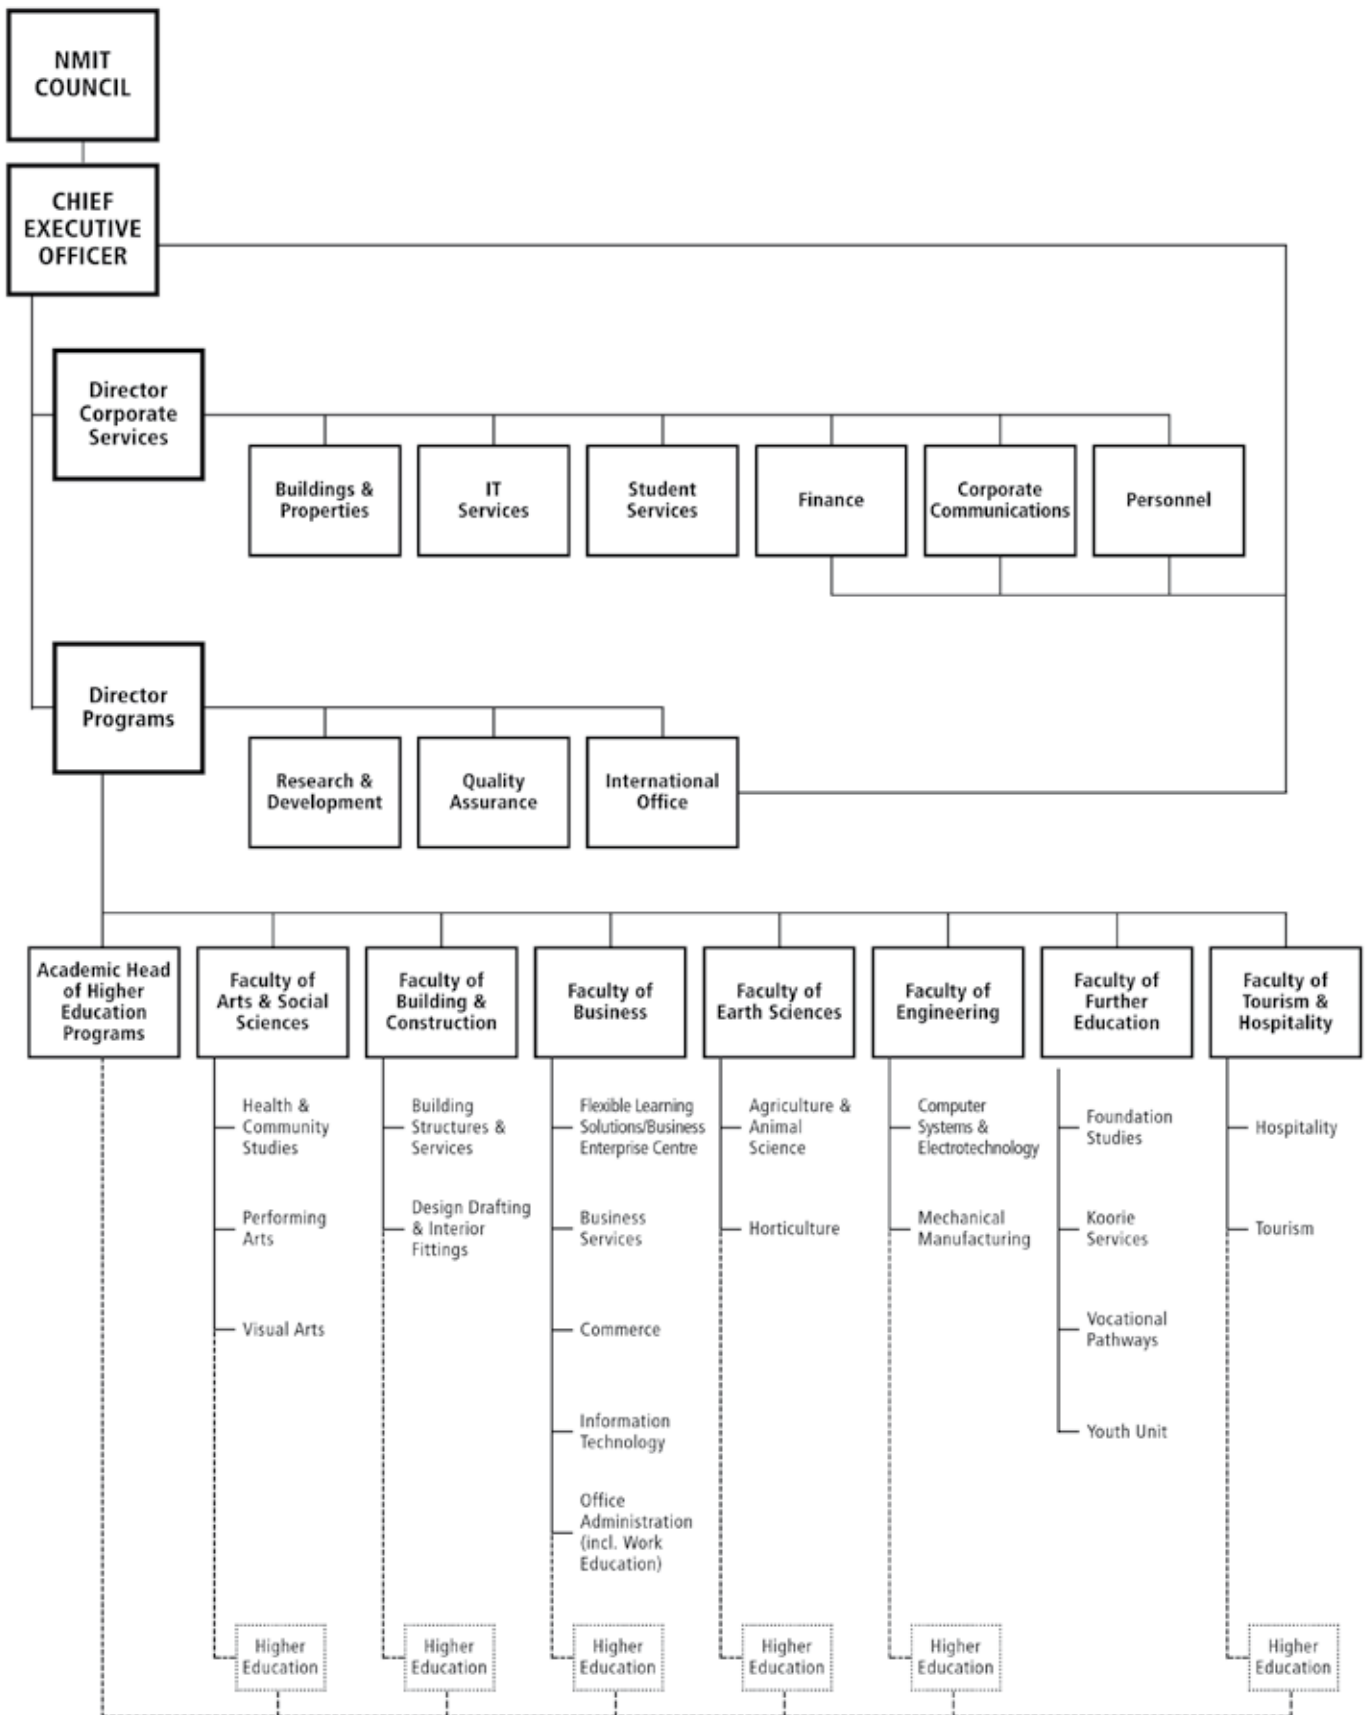 NMIT
COUNCIL
CHIEF
EXECUTIVE
OFFICER
Director
Corporate
Services
Buildings &
Properties
IT
Services
Student
Services
Finance
Corporate
Communications
Personnel
Director
Programs
Research &
Development
Quality
Assurance
International
Office
Academic Head
of Higher
Education
Programs
Faculty of
Arts & Social
Sciences
Faculty of
Building &
Construction
Faculty of
Business
Faculty of
Earth Sciences
Faculty of
Engineering
Faculty of
Further
Education
Faculty of
Tourism &
Hospitality
Health &
Community
Studies
Performing
Arts
Visual Arts
Building
Structures &
Services
Design Drafting
& Interior
Fittings
Flexible Learning
Solutions/Business
Enterprise Centre
Business
Services
Commerce
Information
Technology
Office
Administration
(incl. Work
Education)
Agriculture &
Animal
Science
Horticulture
Computer
Systems &
Electrotechnology
Mechanical
Manufacturing
Foundation
Studies
Koorie
Services
Vocational
Pathways
Youth Unit
Hospitality
Tourism
Higher
Education
Higher
Education
Higher
Education
Higher
Education
Higher
Education
Higher
Education